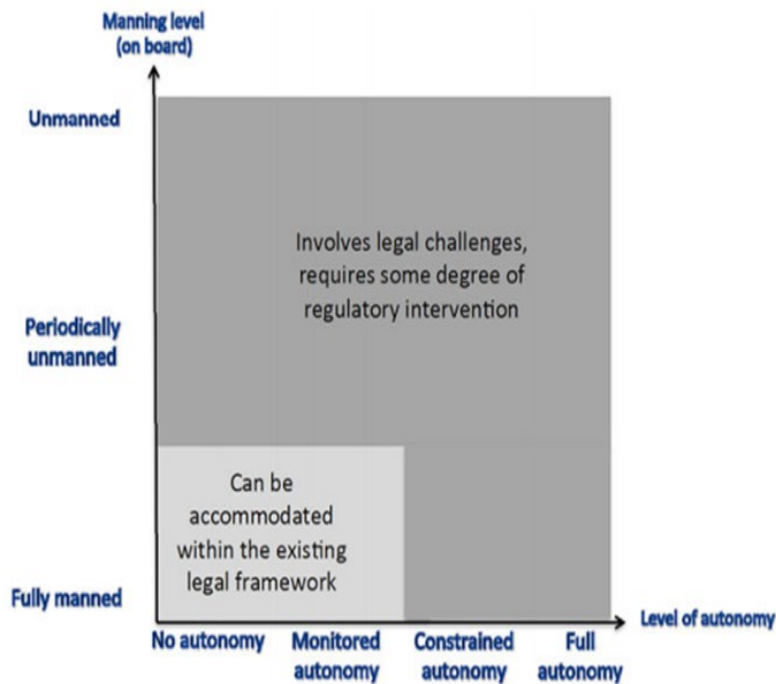 Manning level
(on board)
Unmanned
Involves legal challenges,
requires some degree of
regulatory intervention
Periodically
unmanned
Can be
accommodated
within the existing
legal framework
Fully manned
Level of autonomy
No autonomy
Monitored
autonomy
Constrained
autonomy
Full
autonomy